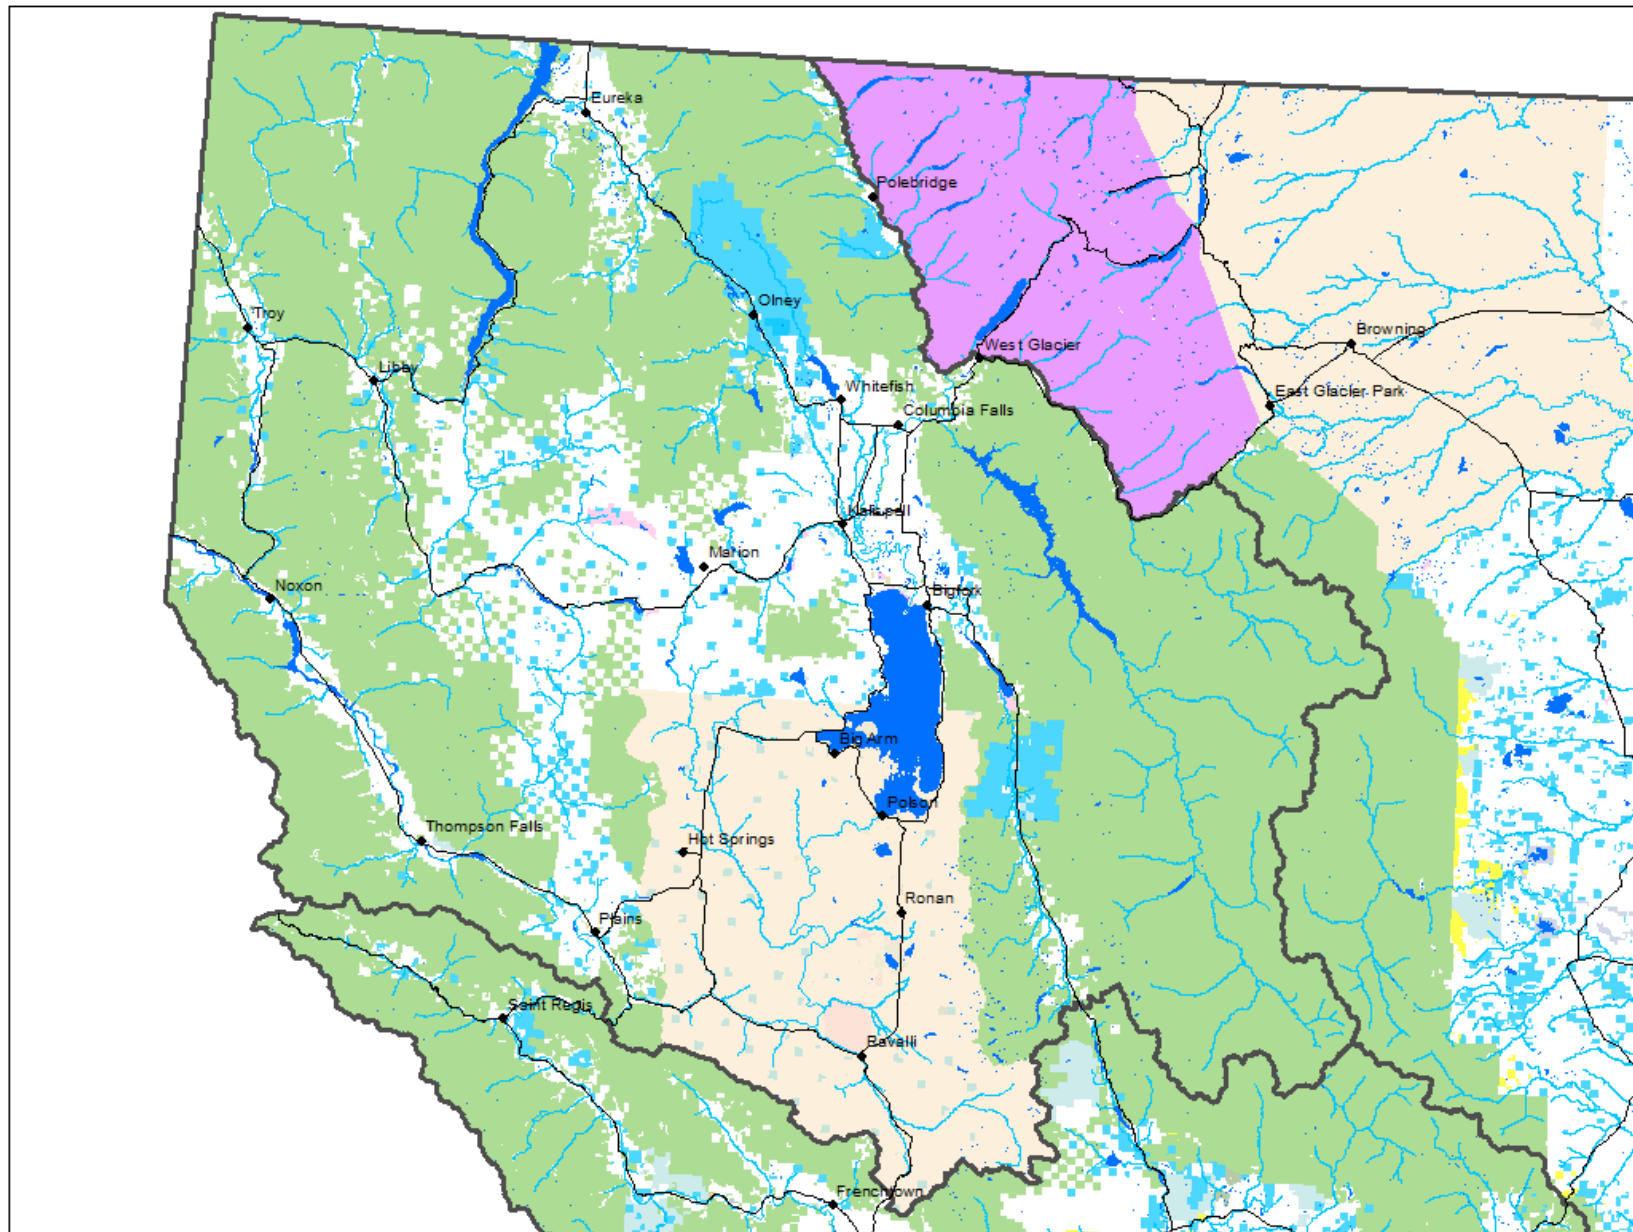 Eureka
Polebridge
Olney
Troy
Browning
West Glacier
Libby
Whitefish
East Glacier Park
Columbia Falls
Kalispell
Marion
Noxon
Bigfork
Big Arm
Polson
Thompson Falls
Hot Springs
Ronan
Plains
Saint Regis
Ravalli
Frenchtown